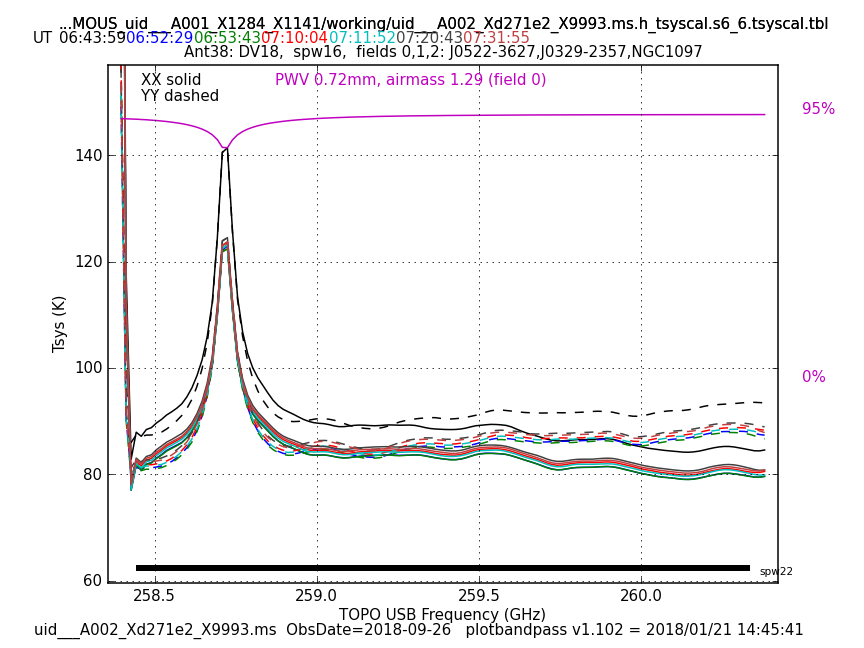 ...MOUS_uid___A001_X1284_X1141/working/uid___A002_Xd271e2_X9993.ms.h_tsyscal.s6_6.tsyscal.tbl
UT 06:43:59 06:52:29 06:53:43 07:10:04 07:11:52 07:20:43 07:31:55
Ant38: DV18, spw16, fields 0,1,2: J0522-3627,J0329-2357,NGC1097
XX solid
PWV 0.72mm, airmass 1.29 (field 0)
YY dashed
95%
140
120
Tsys (K)
100
0%
80
60
spw22
258.5 259.0 259.5 260.0
TOPO USB Frequency (GHz)
uid___A002_Xd271e2_X9993.ms ObsDate=2018-09-26 plotbandpass v1.102 = 2018/01/21 14:45:41